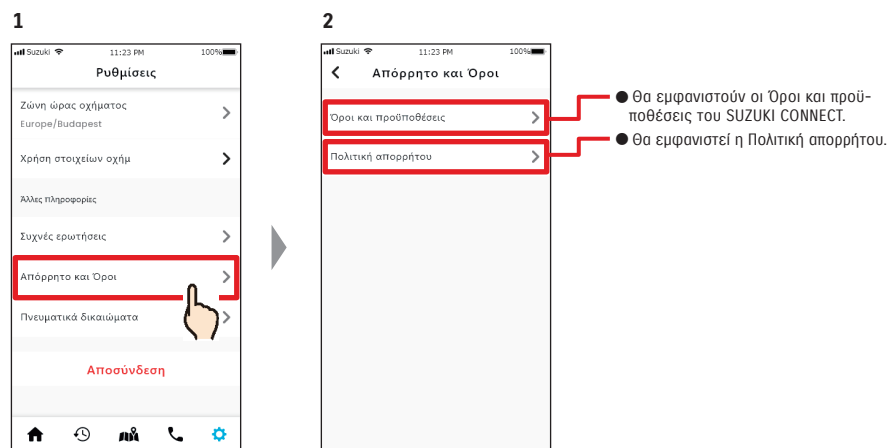 1
Suzuki 11:23 PM 100%
Ρυθμίσεις
Ζώνη ώρας οχήματος
Europe/Budapest
Χρήση στοιχείων οχήμ
Άλλες πληροφορίες
Συχνές ερωτήσεις
Απόρρητο και Όροι
Πνευματικά δικαιώματα
Αποσύνδεση
2
Suzuki 11:23 PM 100%
Απόρρητο και Όροι
Όροι και προϋποθέσεις
Πολιτική απορρήτου
● Θα εμφανιστούν οι Όροι και προϋ-
ποθέσεις του SUZUKI CONNECT.
● Θα εμφανιστεί η Πολιτική απορρήτου.